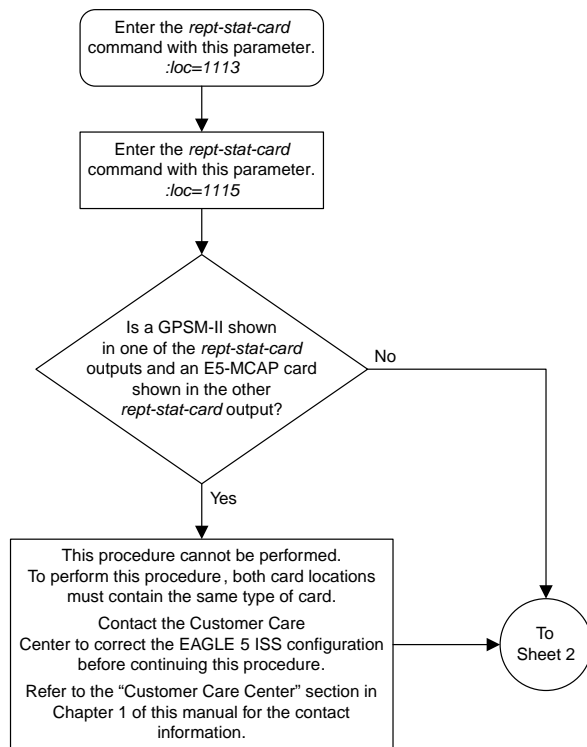 Enter the rept-stat-card
command with this parameter.
:loc=1113
Enter the rept-stat-card
command with this parameter.
:loc=1115
Is a GPSM-II shown
in one of the rept-stat-card
outputs and an E5-MCAP card
shown in the other
rept-stat-card output?
No
Yes
This procedure cannot be performed.
To perform this procedure, both card locations
must contain the same type of card.
Contact the Customer Care
Center to correct the EAGLE 5 ISS configuration
before continuing this procedure.
Refer to the “Customer Care Center” section in
Chapter 1 of this manual for the contact
information.
To
Sheet 2